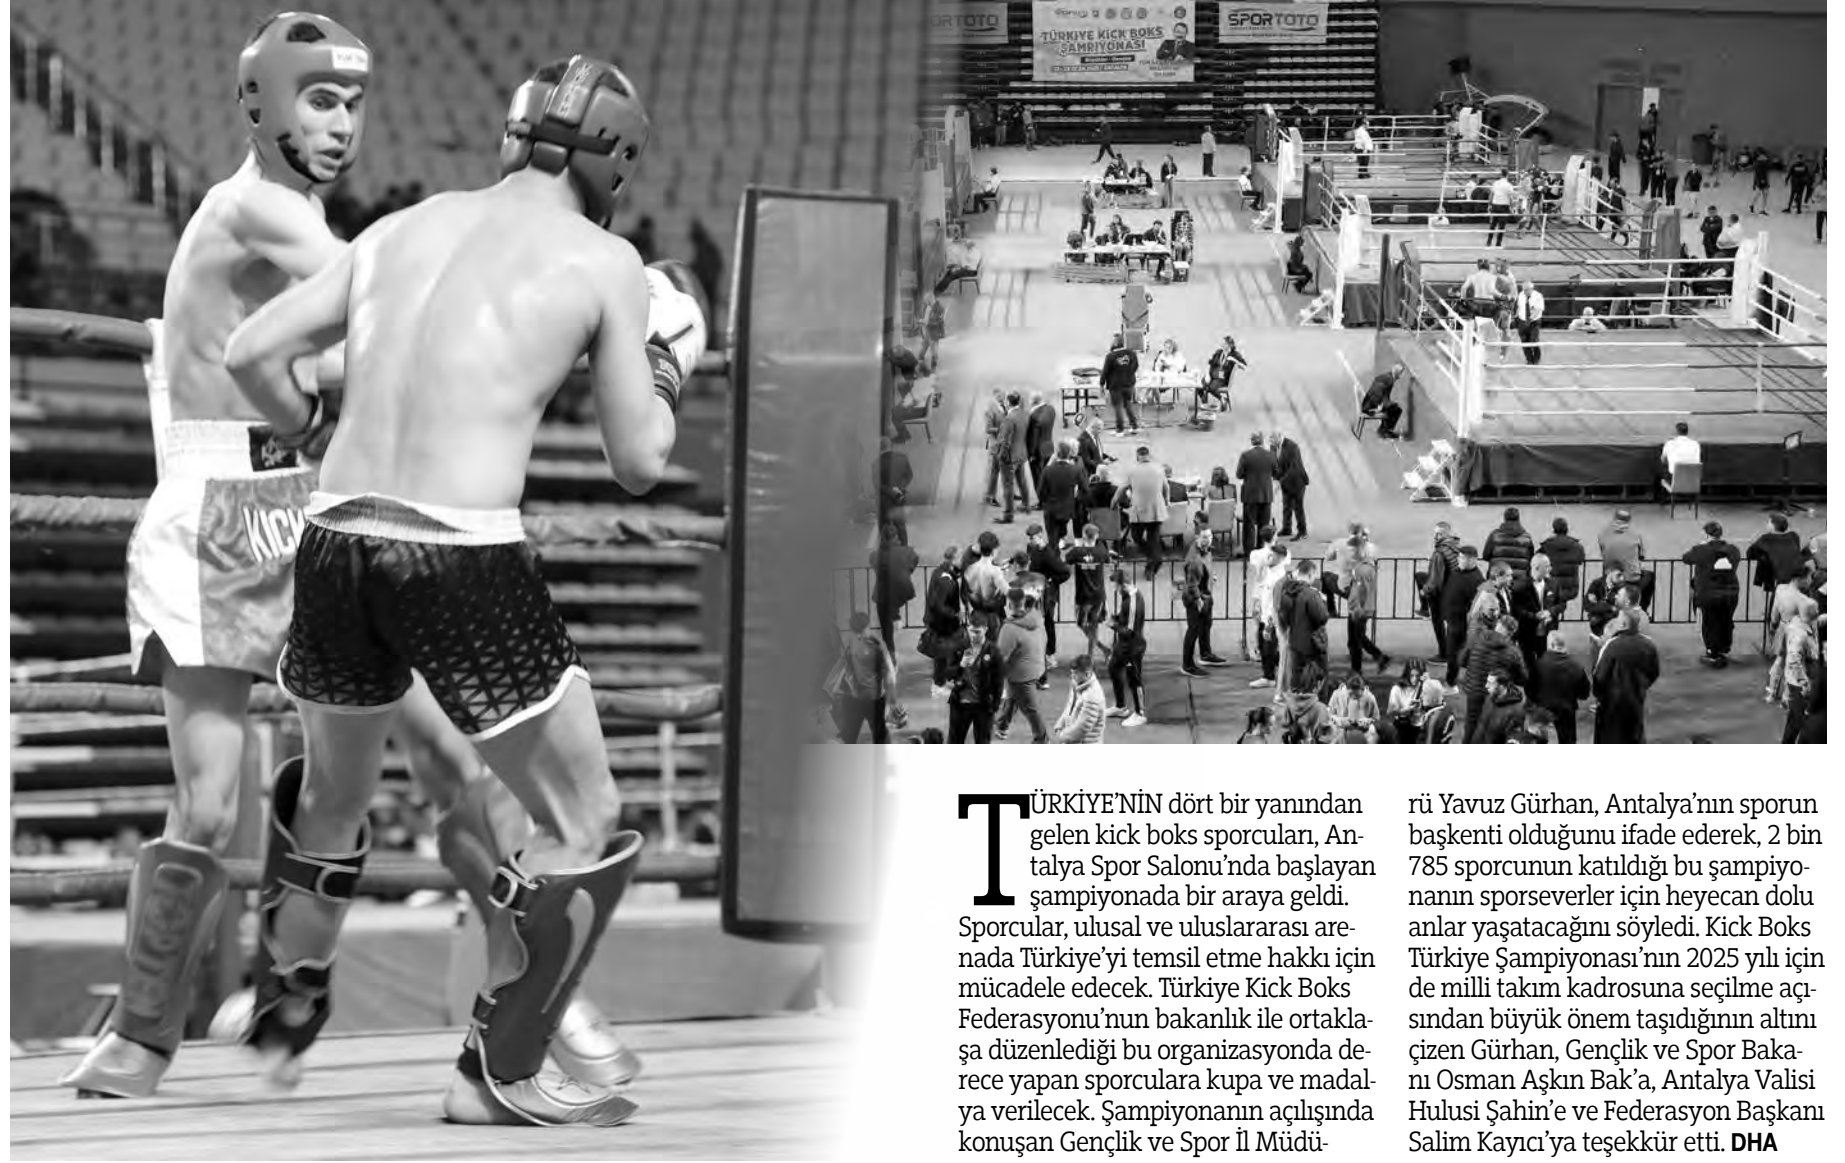 SPORTOTO
TÜRKİYE KİCK BOKS
ŞAMPİYONASI
SPORTOTO
KICK
TÜRKİYE’NİN dört bir yanından
gelen kick boks sporcuları, An-
talya Spor Salonu’nda başlayan
şampiyonada bir araya geldi.
Sporcular, ulusal ve uluslararası are-
nada Türkiye’yi temsil etme hakkı için
mücadele edecek. Türkiye Kick Boks
Federasyonu’nun bakanlık ile ortakla-
şa düzenlediği bu organizasyonda de-
rece yapan sporculara kupa ve madal-
ya verilecek. Şampiyonanın açılışında
konuşan Gençlik ve Spor İl Müdü-
rü Yavuz Gürhan, Antalya’nın sporun
başkenti olduğunu ifade ederek, 2 bin
785 sporcunun katıldığı bu şampiyo-
nanın sporseverler için heyecan dolu
anlar yaşatacağını söyledi. Kick Boks
Türkiye Şampiyonası’nın 2025 yılı için
de milli takım kadrosuna seçilme açı-
sından büyük önem taşıdığının altını
çizen Gürhan, Gençlik ve Spor Baka-
nı Osman Aşkın Bak’a, Antalya Valisi
Hulusi Şahin’e ve Federasyon Başkanı
Salim Kayıcı’ya teşekkür etti. DHA